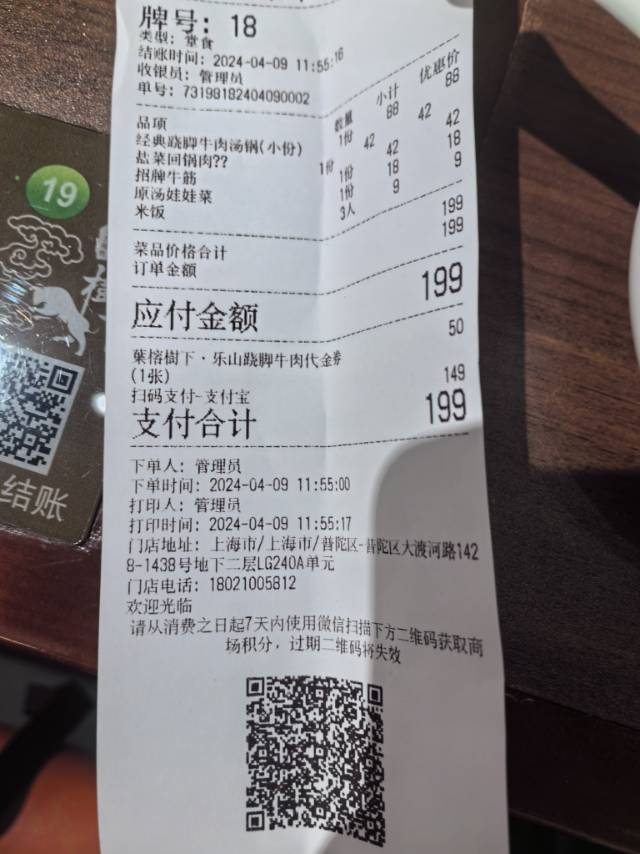 牌号: 18
类型: 堂食
结账时间: 2024-04-09 11:55:16
收银员: 管理员
单号: 73198182404090002
品项 数量 小计 优惠价
经典跷脚牛肉汤锅(小份) 1份 88 88
盐菜回锅肉?? 1份 42 42
招牌牛筋 1份 42 42
原汤娃娃菜 1份 18 18
米饭 3人 9 9
菜品价格合计 199
订单金额 199
应付金额 199
葉榕樹下·乐山跷脚牛肉代金券 50
(1张)
扫码支付-支付宝 149
支付合计 199
下单人: 管理员
下单时间: 2024-04-09 11:55:00
打印人: 管理员
打印时间: 2024-04-09 11:55:17
门店地址: 上海市/上海市/普陀区-普陀区大渡河路142
8-1438号地下二层LG240A单元
门店电话: 18021005812
欢迎光临
请从消费之日起7天内使用微信扫描下方二维码获取商
场积分, 过期二维码将失效
19
结账